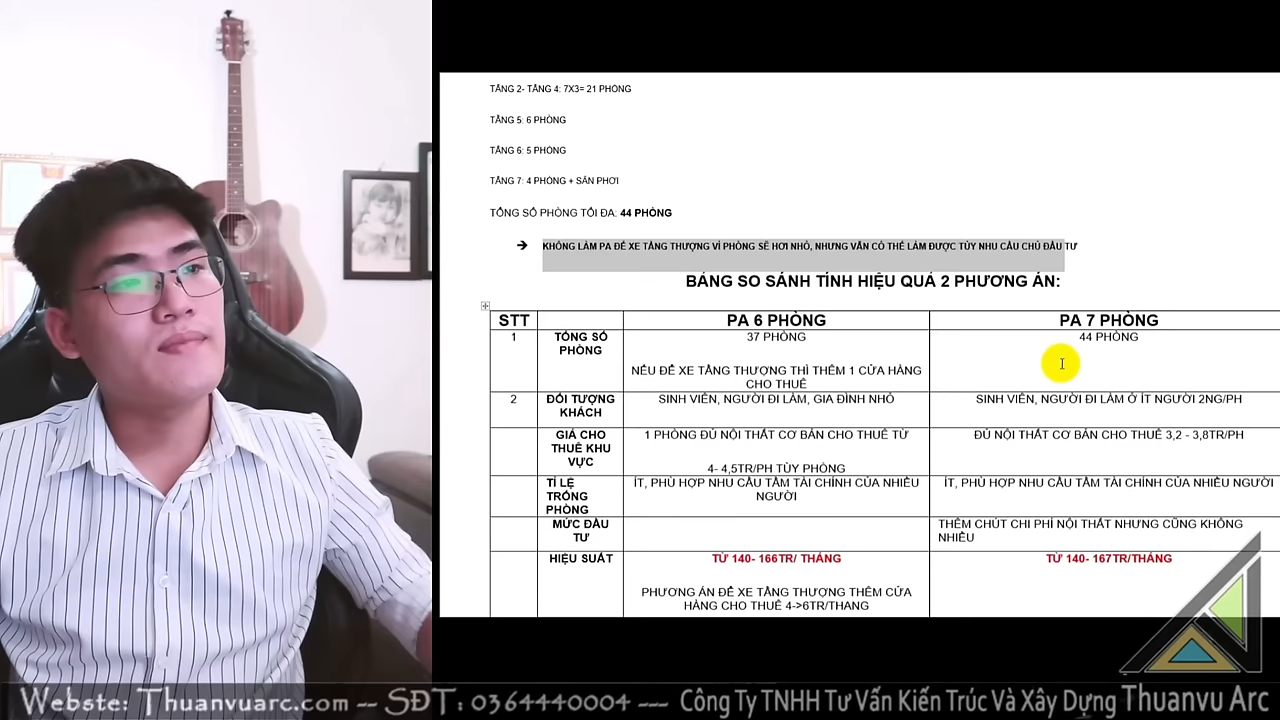 TẦNG 2- TẦNG 4: 7X3= 21 PHÒNG
TẦNG 5: 6 PHÒNG
TẦNG 6: 5 PHÒNG
TẦNG 7: 4 PHÒNG + SÂN PHƠI
TỔNG SỐ PHÒNG TỐI ĐA: 44 PHÒNG
➔ KHÔNG LÀM PA ĐỂ XE TẦNG THƯỢNG VÌ PHÒNG SẼ HƠI NHỎ, NHƯNG VẪN CÓ THỂ LÀM ĐƯỢC TÙY NHU CẦU CHỦ ĐẦU TƯ
BẢNG SO SÁNH TÍNH HIỆU QUẢ 2 PHƯƠNG ÁN:
STT PA 6 PHÒNG PA 7 PHÒNG
1 TỔNG SỐ PHÒNG 37 PHÒNG 44 PHÒNG
NẾU ĐỂ XE TẦNG THƯỢNG THÌ THÊM 1 CỬA HÀNG
CHO THUÊ
2 ĐỐI TƯỢNG KHÁCH SINH VIÊN, NGƯỜI ĐI LÀM, GIA ĐÌNH NHỎ SINH VIÊN, NGƯỜI ĐI LÀM Ở ÍT NGƯỜI 2NG/PH
GIÁ CHO THUÊ KHU VỰC 1 PHÒNG ĐỦ NỘI THẤT CƠ BẢN CHO THUÊ TỪ ĐỦ NỘI THẤT CƠ BẢN CHO THUÊ 3,2 - 3,8TR/PH
4- 4,5TR/PH TÙY PHÒNG
TỈ LỆ TRỐNG PHÒNG ÍT, PHÙ HỢP NHU CẦU TẦM TÀI CHÍNH CỦA NHIỀU NGƯỜI ÍT, PHÙ HỢP NHU CẦU TẦM TÀI CHÍNH CỦA NHIỀU NGƯỜI
MỨC ĐẦU TƯ THÊM CHÚT CHI PHÍ NỘI THẤT NHƯNG CŨNG KHÔNG NHIỀU
HIỆU SUẤT TỪ 140- 166TR/ THÁNG TỪ 140- 167TR/THÁNG
PHƯƠNG ÁN ĐỂ XE TẦNG THƯỢNG THÊM CỬA
HÀNG CHO THUÊ 4->6TR/THANG
Webste: Thuanvuarc.com -- SĐT: 0364440004 --- Công Ty TNHH Tư Vấn Kiến Trúc Và Xây Dựng Thuanvu Arc